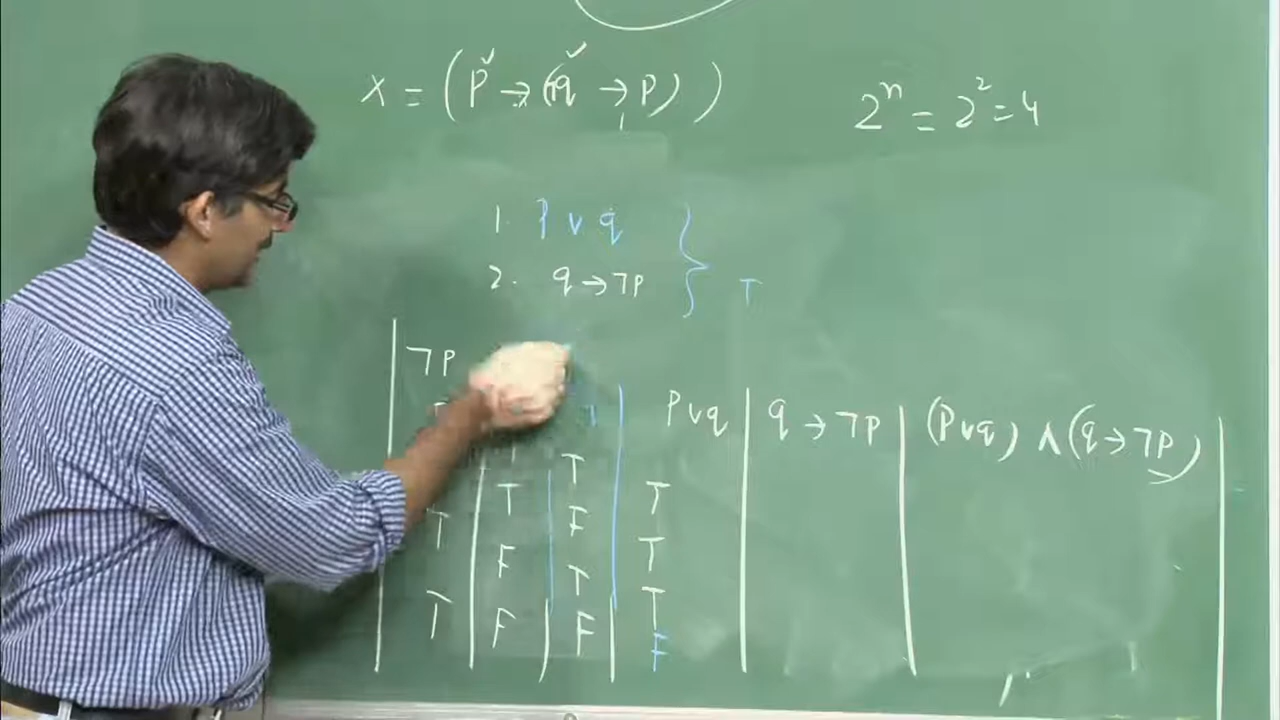 x = (p → (q → p))
2ⁿ = 2² = 4
1. p ∨ q
2. q → ¬p
T
¬p
p ∨ q | q → ¬p | (p ∨ q) ∧ (q → ¬p)
T
T T
T F T
F T T
T F F F